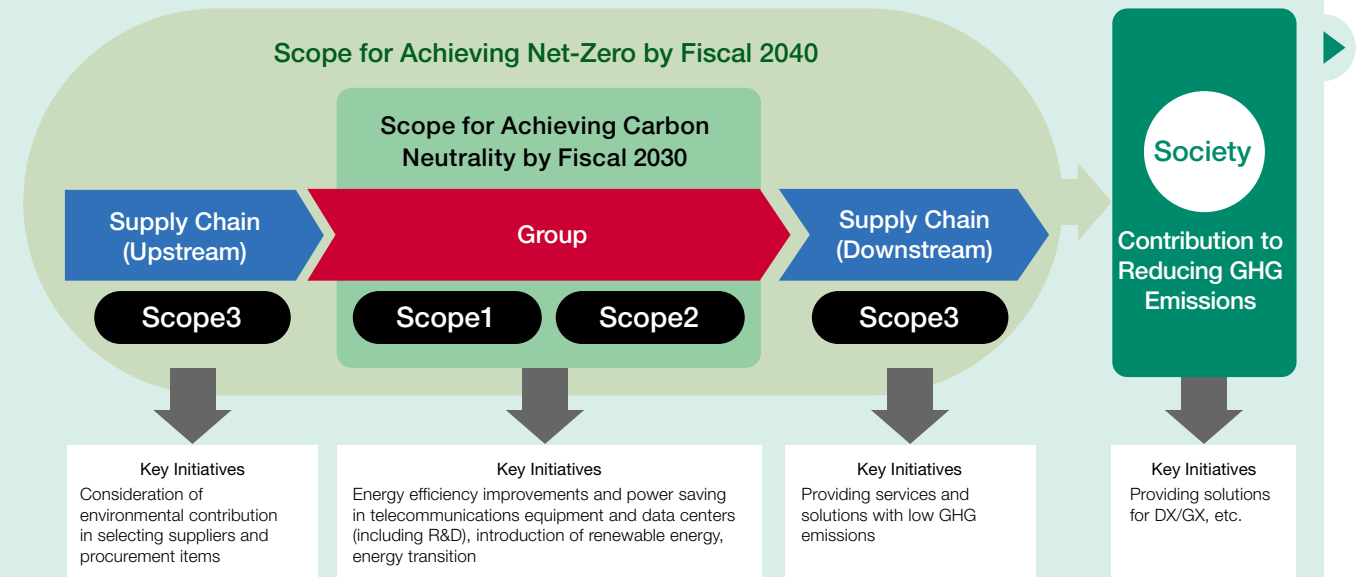 Scope for Achieving Net-Zero by Fiscal 2040
Scope for Achieving Carbon
Neutrality by Fiscal 2030
Supply Chain
(Upstream)
Group
Supply Chain
(Downstream)
Scope3
Scope1
Scope2
Scope3
Society
Contribution to
Reducing GHG
Emissions
Key Initiatives
Consideration of
environmental contribution
in selecting suppliers and
procurement items
Key Initiatives
Energy efficiency improvements and power saving
in telecommunications equipment and data centers
(including R&D), introduction of renewable energy,
energy transition
Key Initiatives
Providing services and
solutions with low GHG
emissions
Key Initiatives
Providing solutions
for DX/GX, etc.